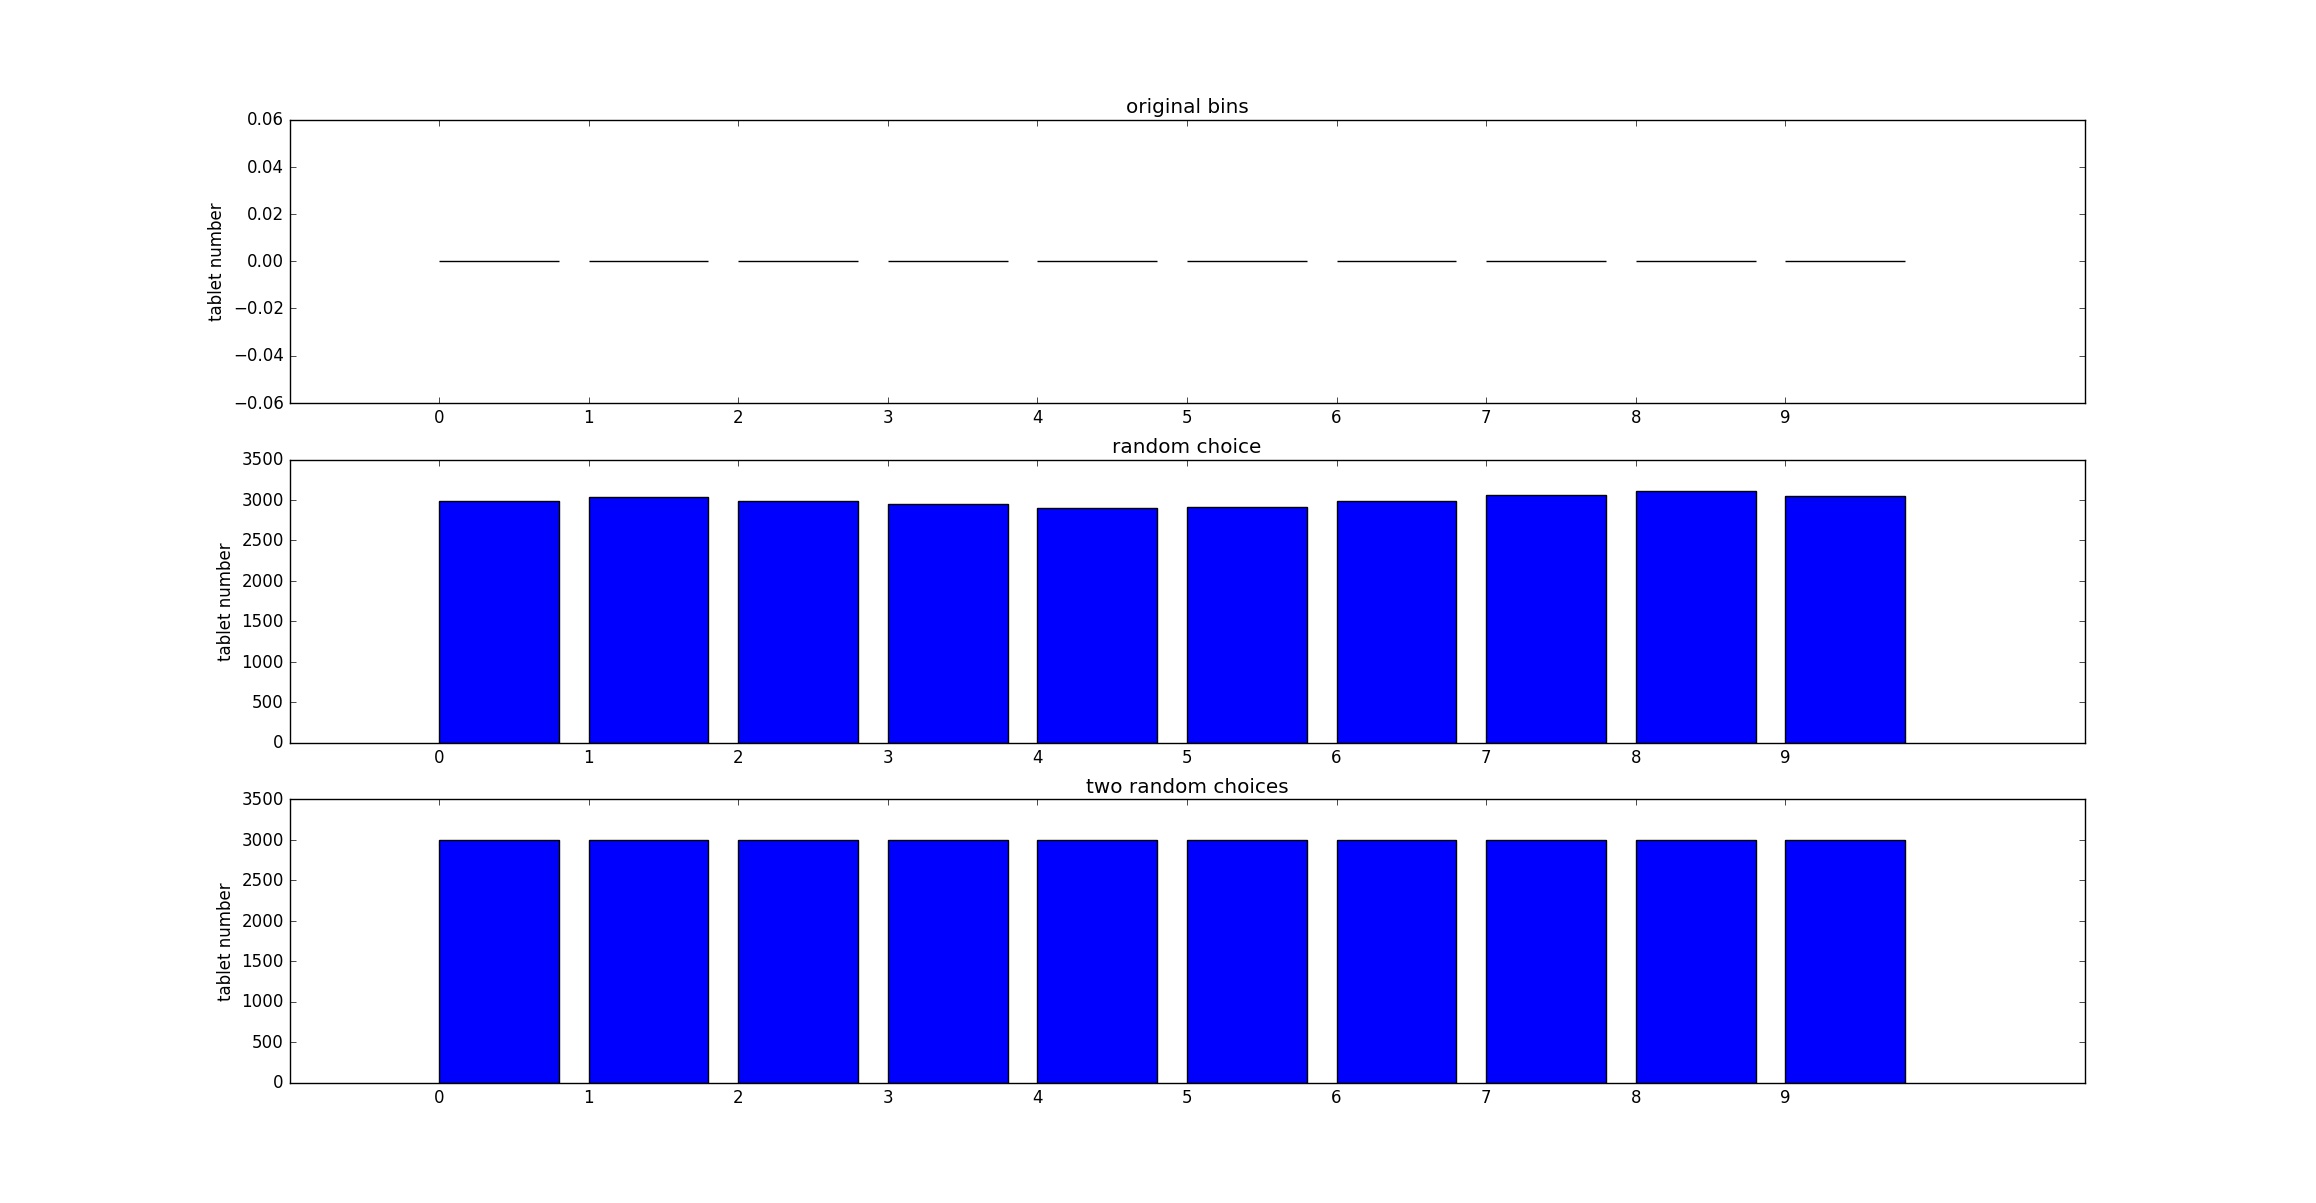 original bins
0.06
0.04
0.02
0.00
−0.02
−0.04
−0.06
tablet number
0 1 2 3 4 5 6 7 8 9
random choice
3500
3000
2500
2000
1500
1000
500
0
tablet number
0 1 2 3 4 5 6 7 8 9
two random choices
3500
3000
2500
2000
1500
1000
500
0
tablet number
0 1 2 3 4 5 6 7 8 9